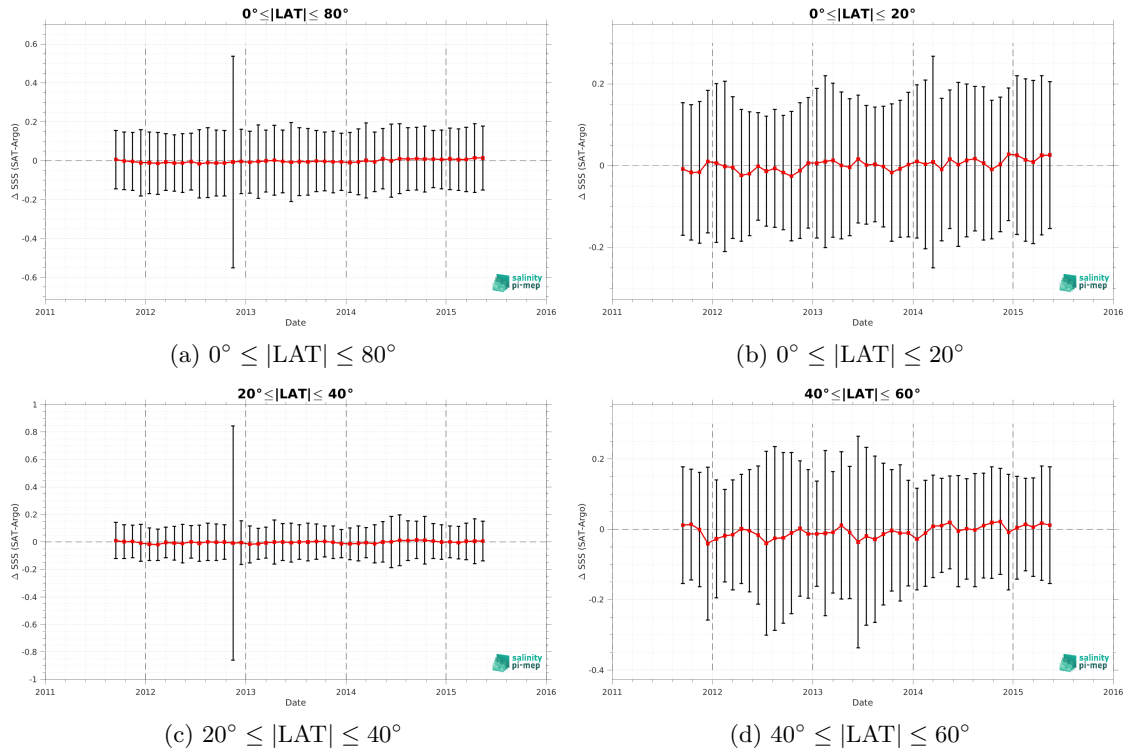 0°≤|LAT|≤ 80°
Δ SSS (SAT-Argo)
0.6
0.4
0.2
0
-0.2
-0.4
-0.6
2011 2012 2013 2014 2015 2016
Date
salinity
pi-mep
(a) 0° ≤ |LAT| ≤ 80°
0°≤|LAT|≤ 20°
Δ SSS (SAT-Argo)
0.2
0
-0.2
2011 2012 2013 2014 2015 2016
Date
salinity
pi-mep
(b) 0° ≤ |LAT| ≤ 20°
20°≤|LAT|≤ 40°
Δ SSS (SAT-Argo)
1
0.8
0.6
0.4
0.2
0
-0.2
-0.4
-0.6
-0.8
-1
2011 2012 2013 2014 2015 2016
Date
salinity
pi-mep
(c) 20° ≤ |LAT| ≤ 40°
40°≤|LAT|≤ 60°
Δ SSS (SAT-Argo)
0.2
0
-0.2
-0.4
2011 2012 2013 2014 2015 2016
Date
salinity
pi-mep
(d) 40° ≤ |LAT| ≤ 60°